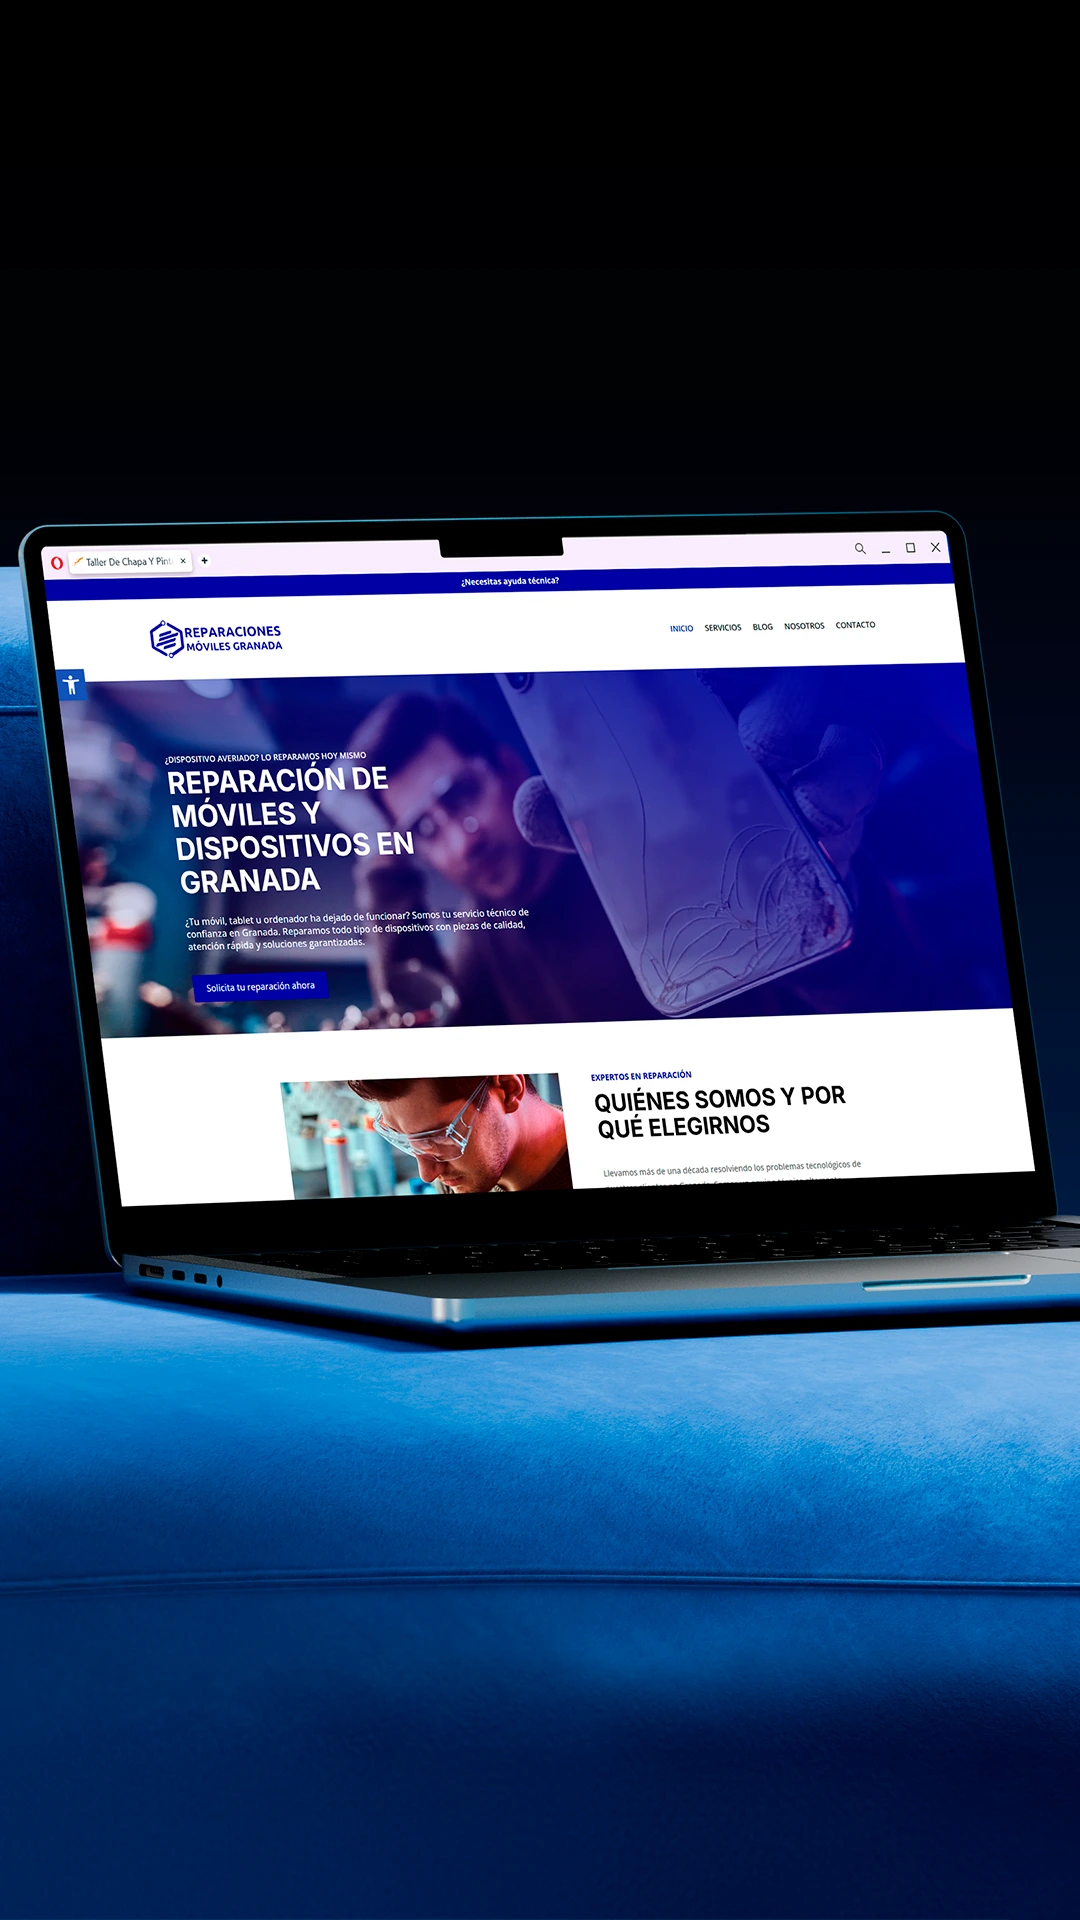 Taller De Chapa Y Pint
¿Necesitas ayuda técnica?
REPARACIONES
MÓVILES GRANADA
INICIO SERVICIOS BLOG NOSOTROS CONTACTO
¿DISPOSITIVO AVERIADO? LO REPARAMOS HOY MISMO
REPARACIÓN DE
MÓVILES Y
DISPOSITIVOS EN
GRANADA
¿Tu móvil, tablet u ordenador ha dejado de funcionar? Somos tu servicio técnico de
confianza en Granada. Reparamos todo tipo de dispositivos con piezas de calidad,
atención rápida y soluciones garantizadas.
Solicita tu reparación ahora
EXPERTOS EN REPARACIÓN
QUIÉNES SOMOS Y POR
QUÉ ELEGIRNOS
Llevamos más de una década resolviendo los problemas tecnológicos de